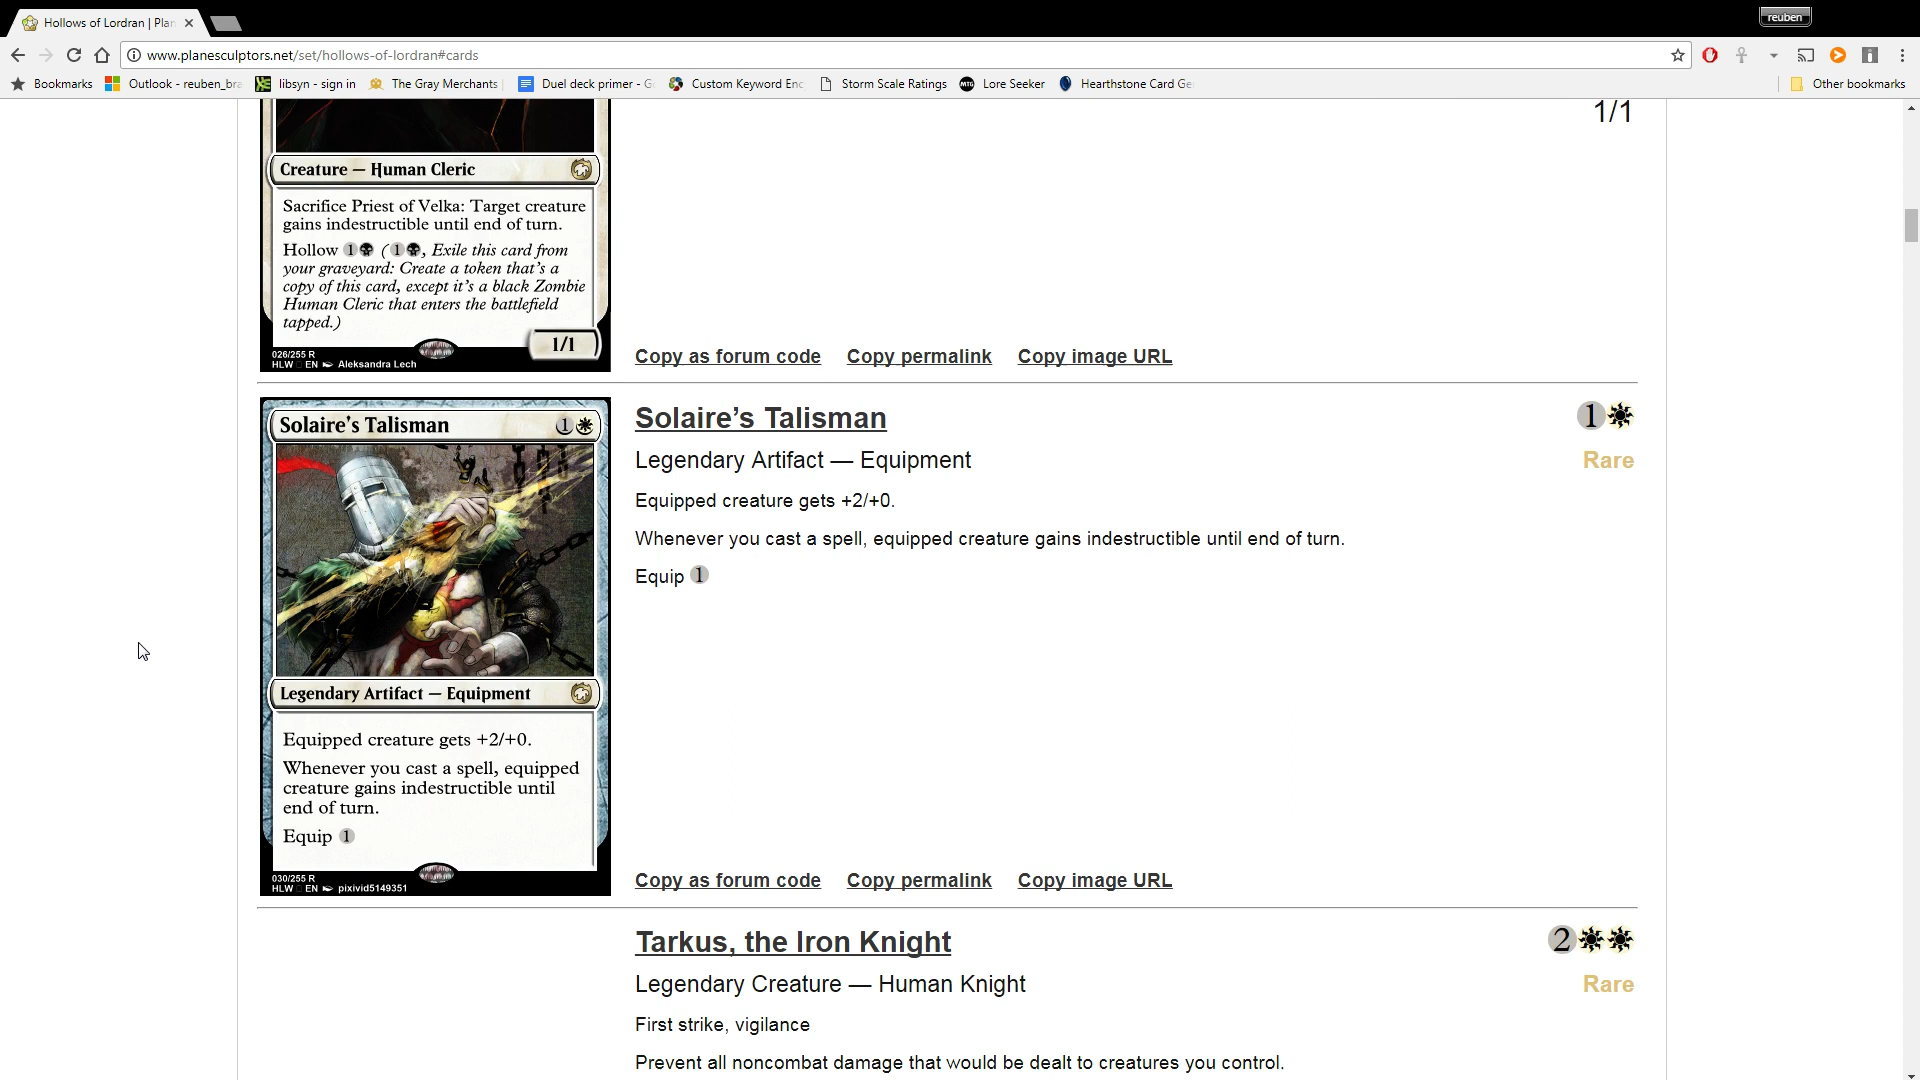 Hollows of Lordran | Plan
reuben
www.planesculptors.net/set/hollows-of-lordran#cards
Bookmarks
Outlook - reuben_bra
libsyn - sign in
The Gray Merchants
Duel deck primer - G
Custom Keyword Enc
Storm Scale Ratings
MTG
Lore Seeker
Hearthstone Card Ge
Other bookmarks
1/1
Creature — Human Cleric
Sacrifice Priest of Velka: Target creature
gains indestructible until end of turn.
Hollow 1 (1, Exile this card from
your graveyard: Create a token that's a
copy of this card, except it's a black Zombie
Human Cleric that enters the battlefield
tapped.)
1/1
026/255 R
HLW EN Aleksandra Lech
Copy as forum code Copy permalink Copy image URL
Solaire's Talisman 1
Solaire’s Talisman 1
Legendary Artifact — Equipment Rare
Equipped creature gets +2/+0.
Whenever you cast a spell, equipped creature gains indestructible until end of turn.
Equip 1
Legendary Artifact — Equipment
Equipped creature gets +2/+0.
Whenever you cast a spell, equipped
creature gains indestructible until
end of turn.
Equip 1
030/255 R
HLW EN pixivid5149351
Copy as forum code Copy permalink Copy image URL
Tarkus, the Iron Knight 2
Legendary Creature — Human Knight Rare
First strike, vigilance
Prevent all noncombat damage that would be dealt to creatures you control.